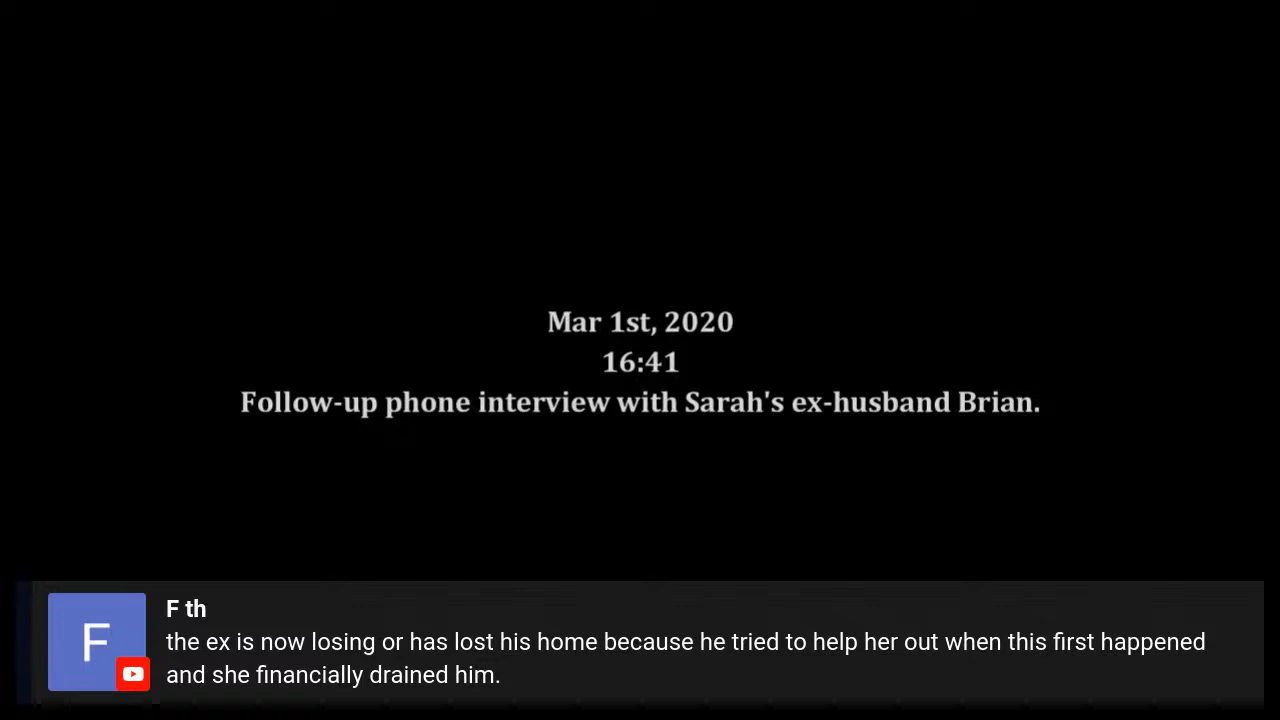 Mar 1st, 2020
16:41
Follow-up phone interview with Sarah's ex-husband Brian.
F
F th
the ex is now losing or has lost his home because he tried to help her out when this first happened
and she financially drained him.